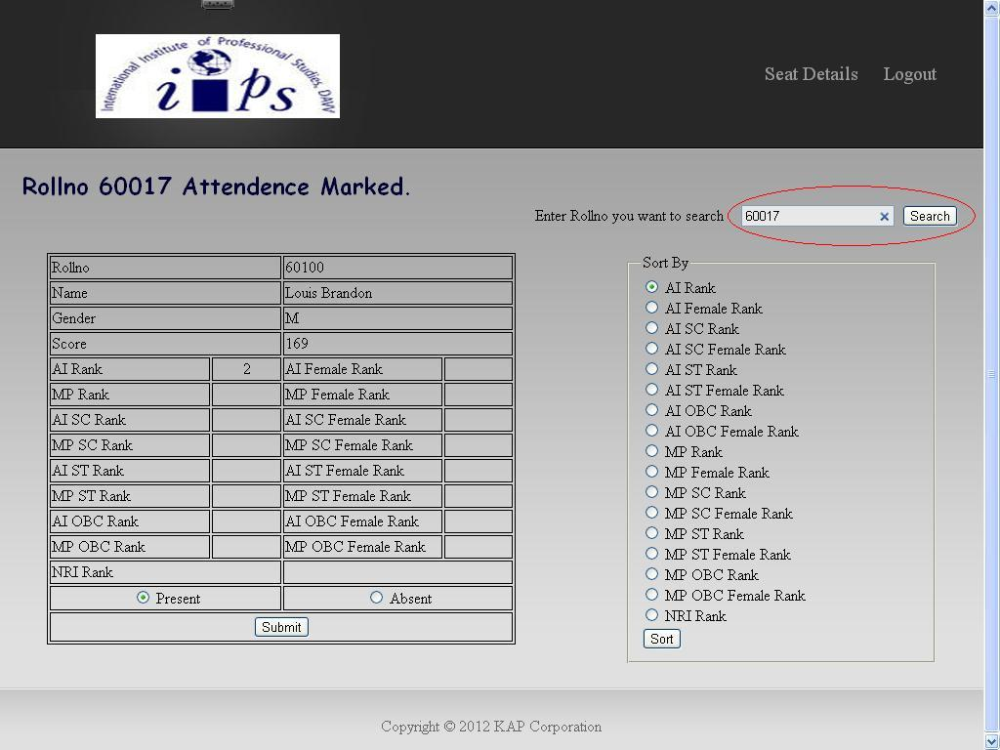 International Institute of Professional Studies, DAVV
iips
Seat Details Logout
Rollno 60017 Attendence Marked.
Enter Rollno you want to search 60017 Search
Rollno 60100
Name Louis Brandon
Gender M
Score 169
AI Rank 2 AI Female Rank
MP Rank MP Female Rank
AI SC Rank AI SC Female Rank
MP SC Rank MP SC Female Rank
AI ST Rank AI ST Female Rank
MP ST Rank MP ST Female Rank
AI OBC Rank AI OBC Female Rank
MP OBC Rank MP OBC Female Rank
NRI Rank
Present Absent
Submit
Sort By
AI Rank
AI Female Rank
AI SC Rank
AI SC Female Rank
AI ST Rank
AI ST Female Rank
AI OBC Rank
AI OBC Female Rank
MP Rank
MP Female Rank
MP SC Rank
MP SC Female Rank
MP ST Rank
MP ST Female Rank
MP OBC Rank
MP OBC Female Rank
NRI Rank
Sort
Copyright © 2012 KAP Corporation